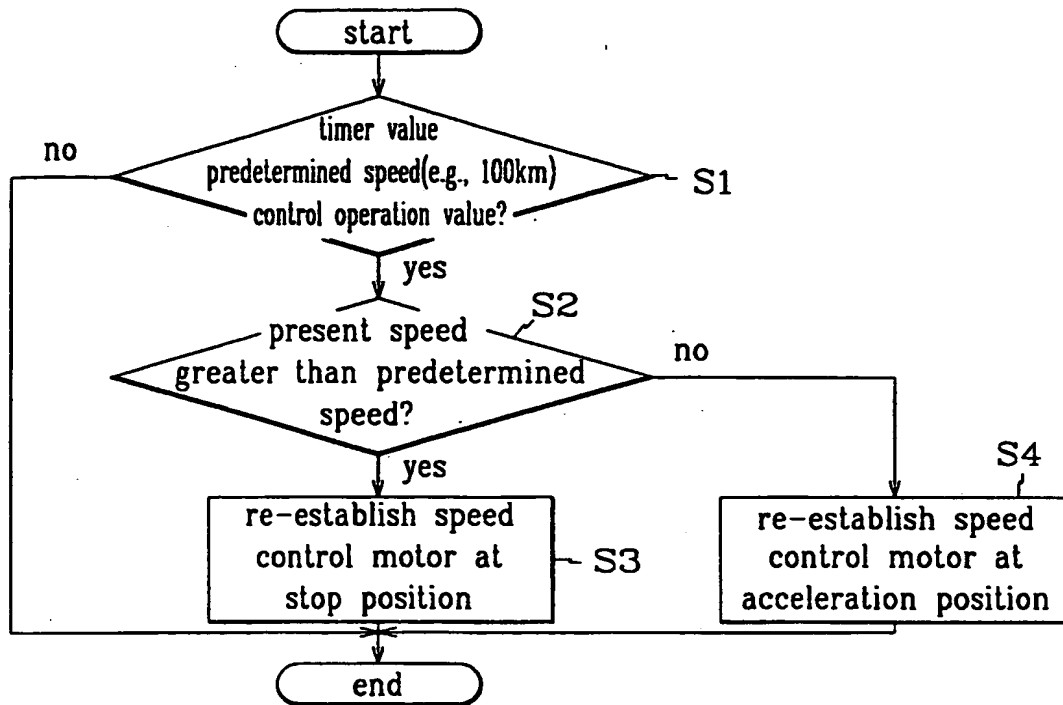 start
timer value
no
predetermined speed(e.g., 100km)
S1
control operation value?
yes
S2
present speed
no
greater than predetermined
speed?
yes
S4
re-establish speed
control motor at
stop position
S3
re-establish speed
control motor at
acceleration position
end